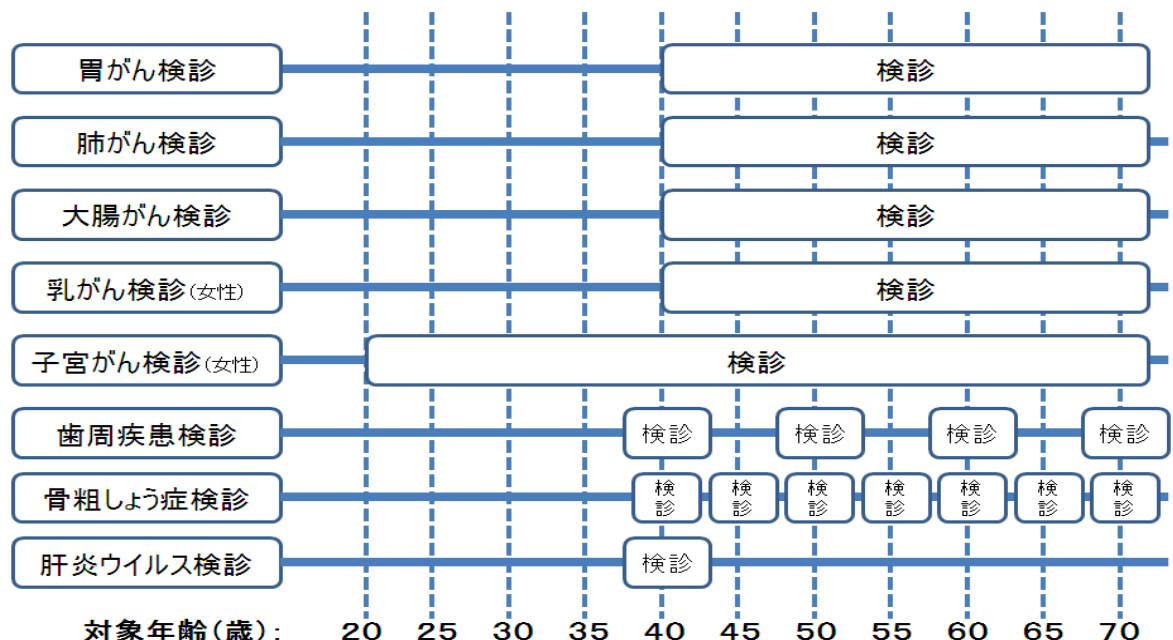 胃がん検診 検診
肺がん検診 検診
大腸がん検診 検診
乳がん検診(女性) 検診
子宮がん検診(女性) 検診
歯周疾患検診 検診 検診 検診 検診
骨粗しょう症検診 検診 検診 検診 検診 検診 検診 検診
肝炎ウイルス検診 検診
対象年齢(歳): 20 25 30 35 40 45 50 55 60 65 70